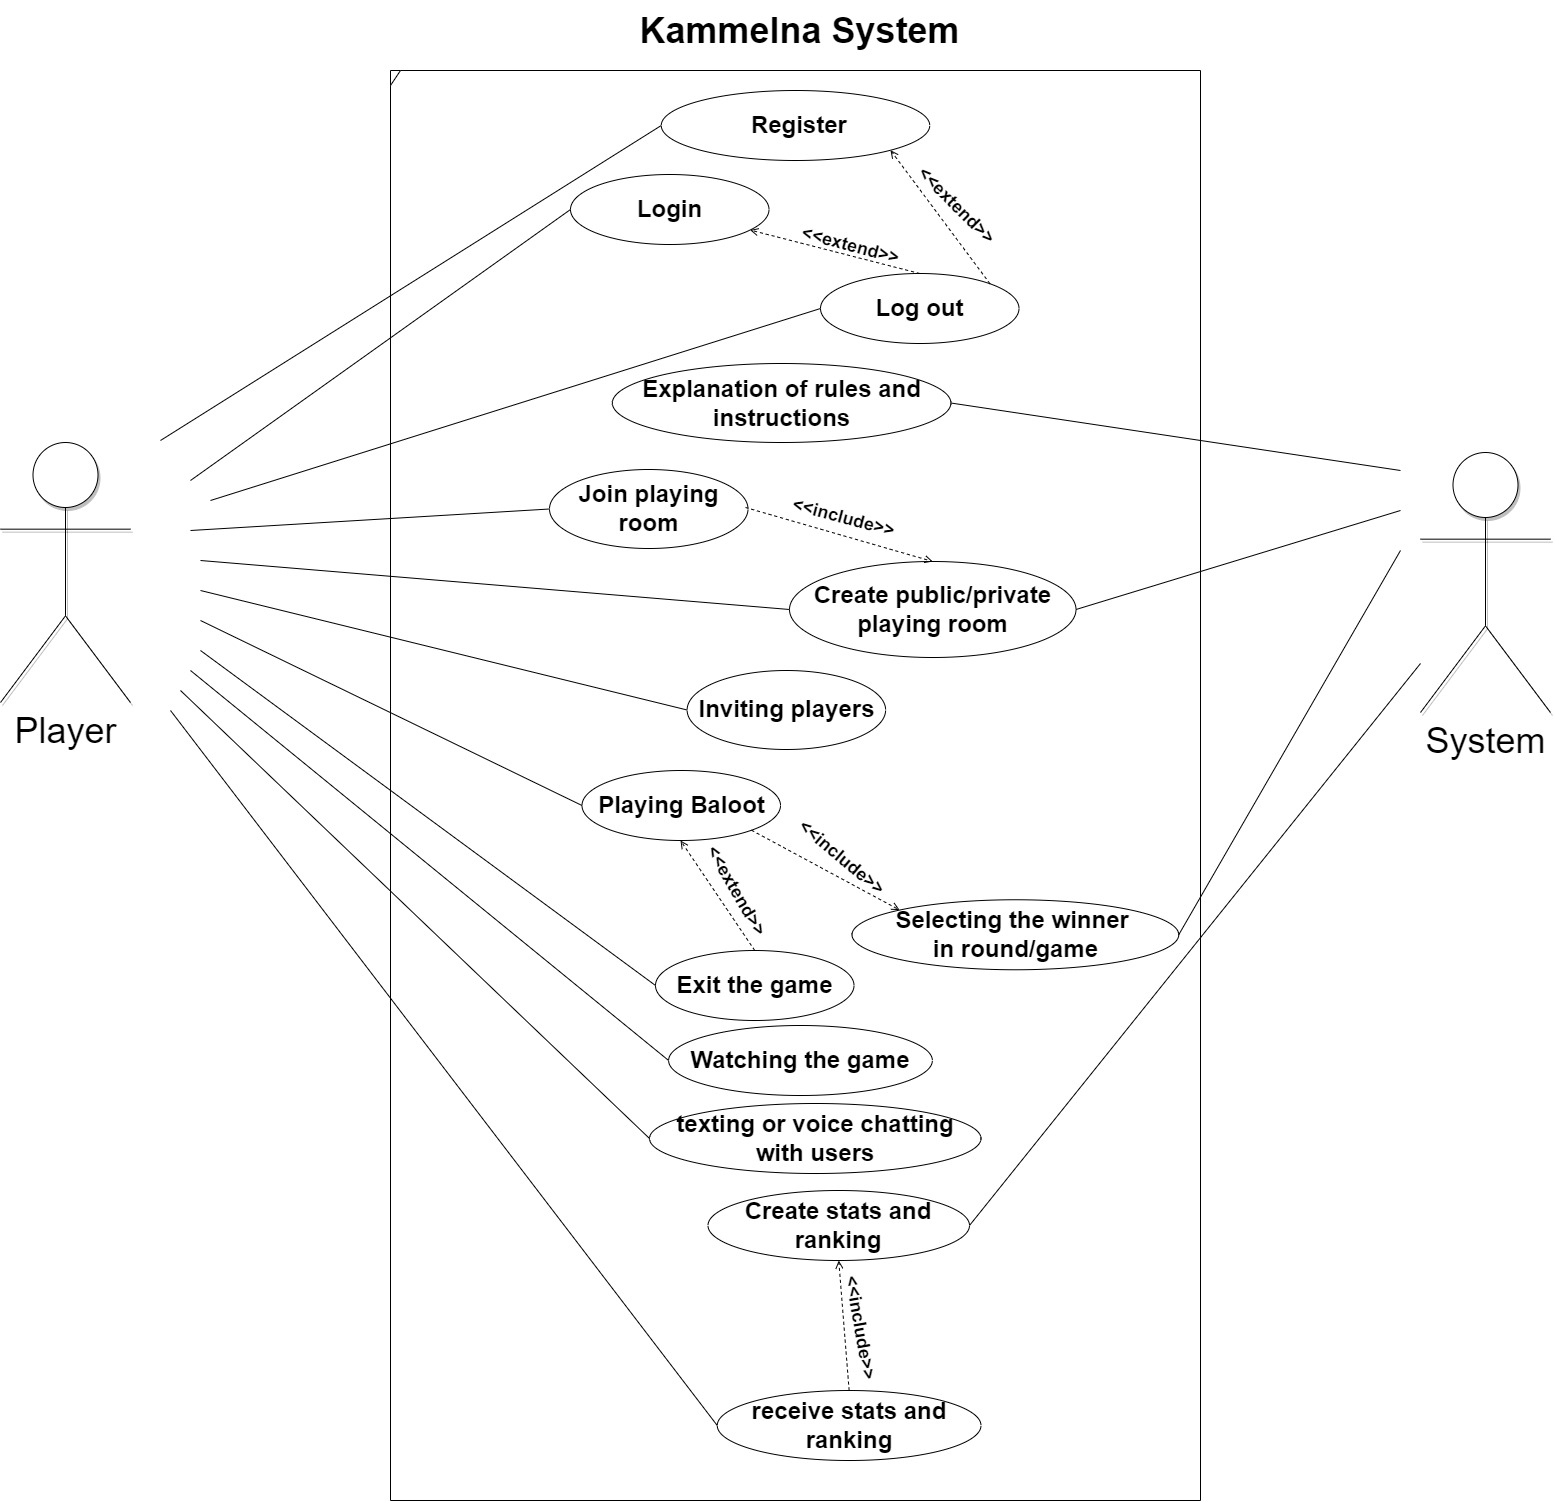 Kammelna System
Register
<<extend>>
Login
<<extend>>
Log out
Explanation of rules and
instructions
Join playing
room
<<include>>
Create public/private
playing room
Inviting players
Player
System
Playing Baloot
<<include>>
<<extend>>
Selecting the winner
in round/game
Exit the game
Watching the game
texting or voice chatting
with users
Create stats and
ranking
<<include>>
receive stats and
ranking